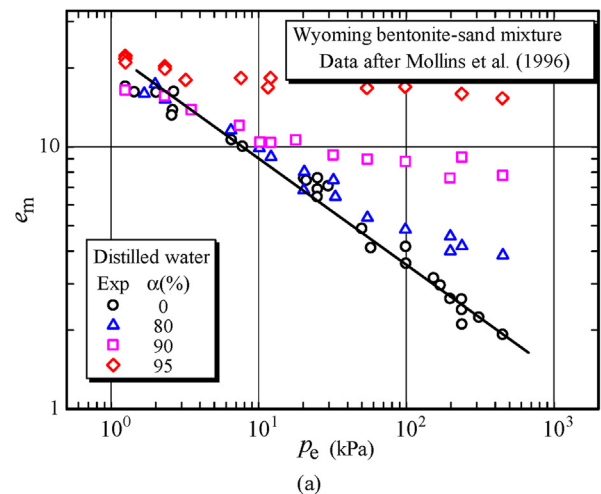 Wyoming bentonite-sand mixture
Data after Mollins et al. (1996)
10
e_m
Distilled water
Exp α(%)
0
80
90
95
1
10^0 10^1 10^2 10^3
p_e (kPa)
(a)